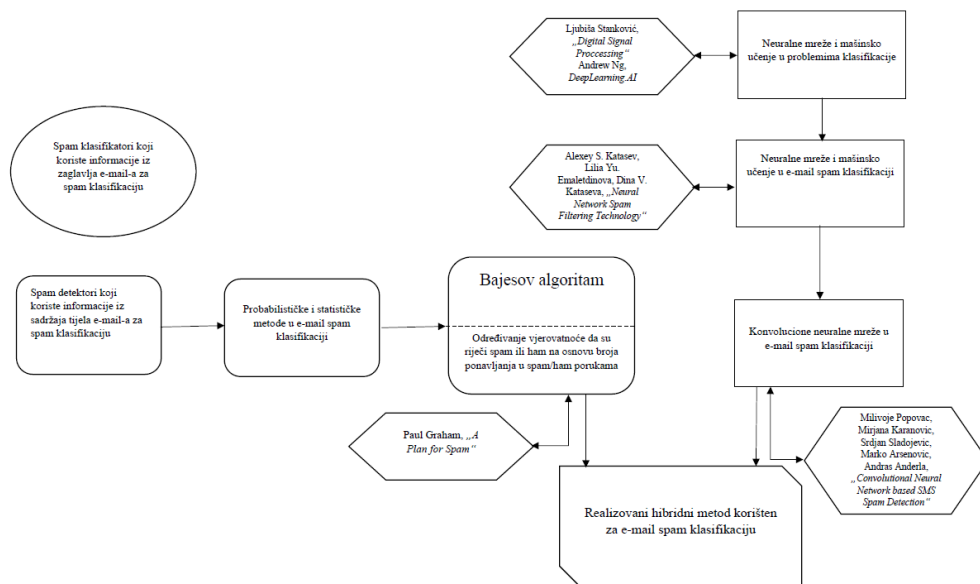 Ljubiša Stanković,
„Digital Signal
Proccessing“
Andrew Ng,
DeepLearning.AI
Neuralne mreže i mašinsko
učenje u problemima klasifikacije
Spam klasifikatori koji
koriste informacije iz
zaglavlja e-mail-a za
spam klasifikaciju
Alexey S. Katasev,
Lilia Yu.
Emaletdinova, Dina V.
Kataseva, „Neural
Network Spam
Filtering Technology“
Neuralne mreže i mašinsko
učenje u e-mail spam
klasifikaciji
Spam detektori koji
koriste informacije iz
sadržaja tijela e-mail-a za
spam klasifikaciju
Probabilističke i statističke
metode u e-mail spam
klasifikaciji
Bajesov algoritam
Određivanje vjerovatnoće da su
riječi spam ili ham na osnovu broja
ponavljanja u spam/ham porukama
Konvolucione neuralne mreže u
e-mail spam klasifikaciji
Paul Graham, „A
Plan for Spam“
Milivoje Popovac,
Mirjana Karanovic,
Srdjan Sladojevic,
Marko Arsenovic,
Andras Anderla,
„Convolutional Neural
Network based SMS
Spam Detection“
Realizovani hibridni metod korišten
za e-mail spam klasifikaciju